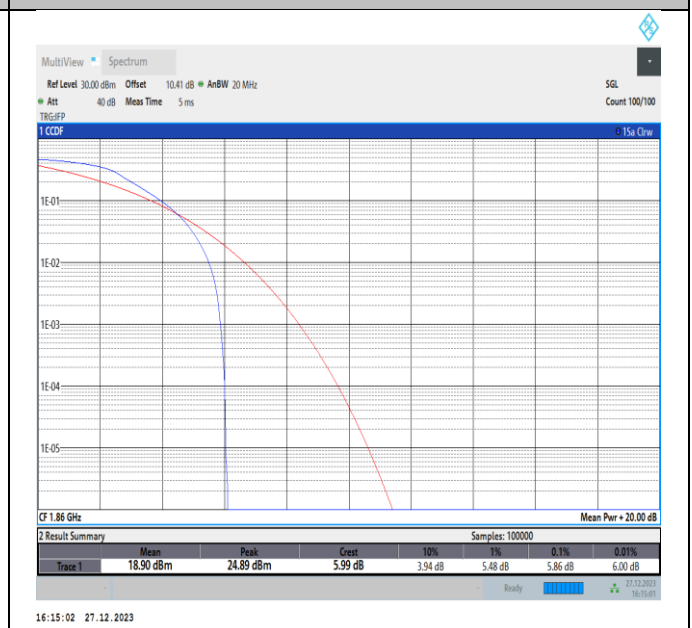 MultiView Spectrum
Ref Level 30.00 dBm Offset 10.41 dB AnBW 20 MHz SGL
Att 40 dB Meas Time 5 ms Count 100/100
TRG:IFP
1 CCDF 1Sa Clrw
1E-01
1E-02
1E-03
1E-04
1E-05
CF 1.86 GHz Mean Pwr + 20.00 dB
2 Result Summary Samples: 100000
Mean Peak Crest 10% 1% 0.1% 0.01%
Trace 1 18.90 dBm 24.89 dBm 5.99 dB 3.94 dB 5.48 dB 5.86 dB 6.00 dB
Ready 27.12.2023
16:15:01
16:15:02 27.12.2023